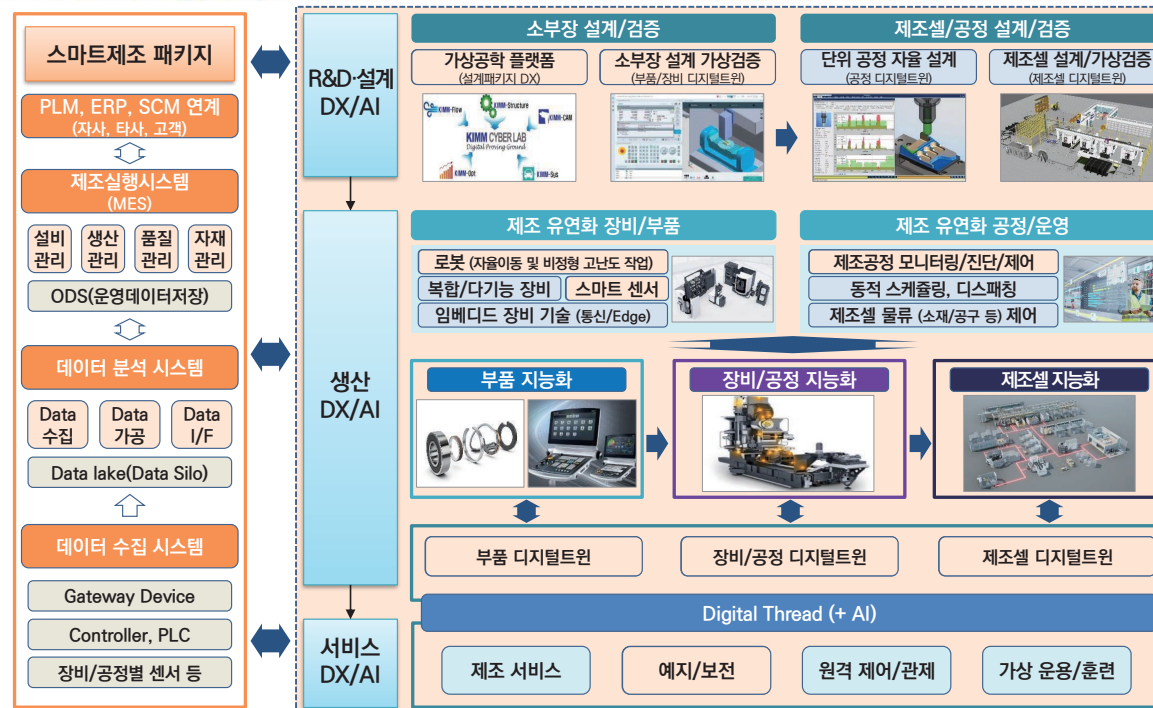 스마트제조 패키지
PLM, ERP, SCM 연계
(자사, 타사, 고객)
제조실행시스템
(MES)
설비
관리
생산
관리
품질
관리
자재
관리
ODS(운영데이터저장)
데이터 분석 시스템
Data
수집
Data
가공
Data
I/F
Data lake(Data Silo)
데이터 수집 시스템
Gateway Device
Controller, PLC
장비/공정별 센서 등
R&D·설계
DX/AI
소부장 설계/검증
가상공학 플랫폼
(설계패키지 DX)
KIMM-Flow
KIMM-Structure
KIMM-CAM
KIMM CYBER LAB
Digital Proving Ground
KIMM-Opt
KIMM-Sys
소부장 설계 가상검증
(부품/장비 디지털트윈)
제조셀/공정 설계/검증
단위 공정 자율 설계
(공정 디지털트윈)
제조셀 설계/가상검증
(제조셀 디지털트윈)
생산
DX/AI
제조 유연화 장비/부품
로봇 (자율이동 및 비정형 고난도 작업)
복합/다기능 장비
스마트 센서
임베디드 장비 기술 (통신/Edge)
제조 유연화 공정/운영
제조공정 모니터링/진단/제어
동적 스케쥴링, 디스패칭
제조셀 물류 (소재/공구 등) 제어
부품 지능화
장비/공정 지능화
제조셀 지능화
부품 디지털트윈
장비/공정 디지털트윈
제조셀 디지털트윈
Digital Thread (+ AI)
서비스
DX/AI
제조 서비스
예지/보전
원격 제어/관제
가상 운용/훈련